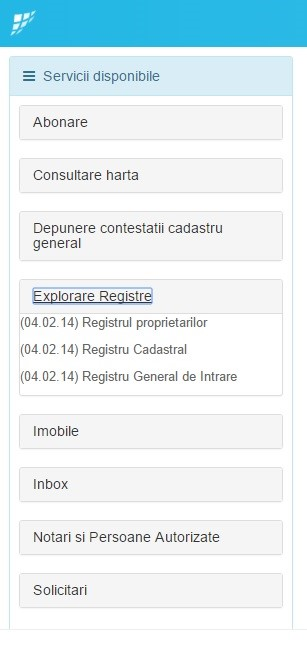 Servicii disponibile
Abonare
Consultare harta
Depunere contestatii cadastru
general
Explorare Registre
(04.02.14) Registrul proprietarilor
(04.02.14) Registru Cadastral
(04.02.14) Registru General de Intrare
Imobile
Inbox
Notari si Persoane Autorizate
Solicitari